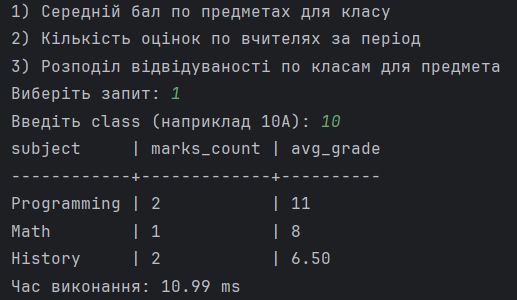 1) Середній бал по предметах для класу
2) Кількість оцінок по вчителях за період
3) Розподіл відвідуваності по класам для предмета
Виберіть запит: 1
Введіть class (наприклад 10A): 10
subject     | marks_count | avg_grade
------------+-------------+----------
Programming | 2           | 11
Math        | 1           | 8
History     | 2           | 6.50
Час виконання: 10.99 ms